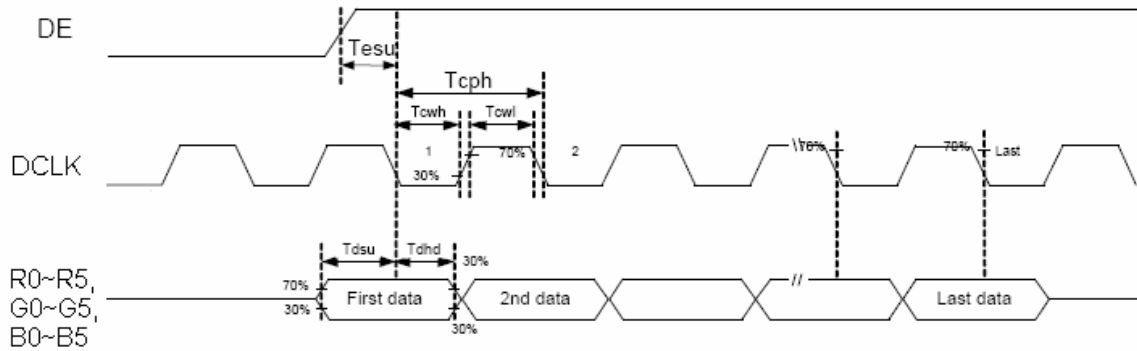 DE
Tesu
Tcph
Tcwh Tcwl
DCLK
1 70% 2 \\ 70% 70% Last
30%
Tdsu Tdhd
30%
R0~R5,
G0~G5,
B0~B5
70%
30%
First data 2nd data // Last data
30%